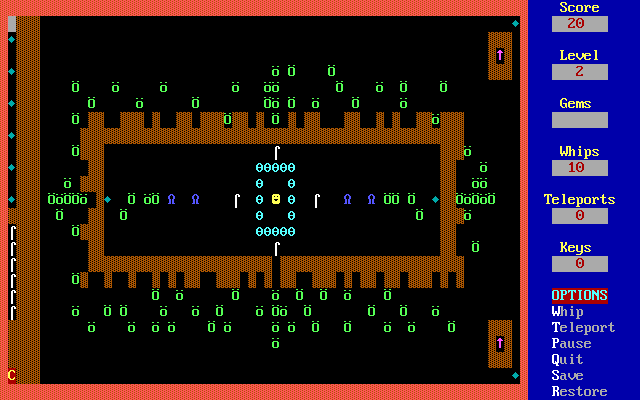 Score
20
Level
2
Gems
Whips
10
Teleports
0
Keys
0
OPTIONS
Whip
Teleport
Pause
Quit
Save
Restore
C